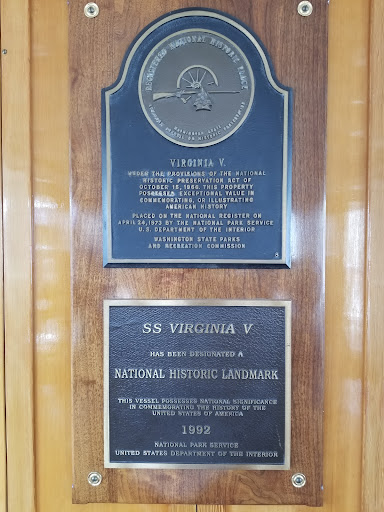 REGISTERED NATIONAL HISTORIC PLACE
VIRGINIA V.
UNDER THE PROVISIONS OF THE NATIONAL
HISTORIC PRESERVATION ACT OF
OCTOBER 15, 1966, THIS PROPERTY
POSSESSES EXCEPTIONAL VALUE IN
COMMEMORATING, OR ILLUSTRATING
AMERICAN HISTORY
PLACED ON THE NATIONAL REGISTER ON
APRIL 24, 1973 BY THE NATIONAL PARK SERVICE
U.S. DEPARTMENT OF THE INTERIOR
WASHINGTON STATE PARKS
AND RECREATION COMMISSION
SS VIRGINIA V
HAS BEEN DESIGNATED A
NATIONAL HISTORIC LANDMARK
THIS VESSEL POSSESSES NATIONAL SIGNIFICANCE
IN COMMEMORATING THE HISTORY OF THE
UNITED STATES OF AMERICA
1992
NATIONAL PARK SERVICE
UNITED STATES DEPARTMENT OF THE INTERIOR